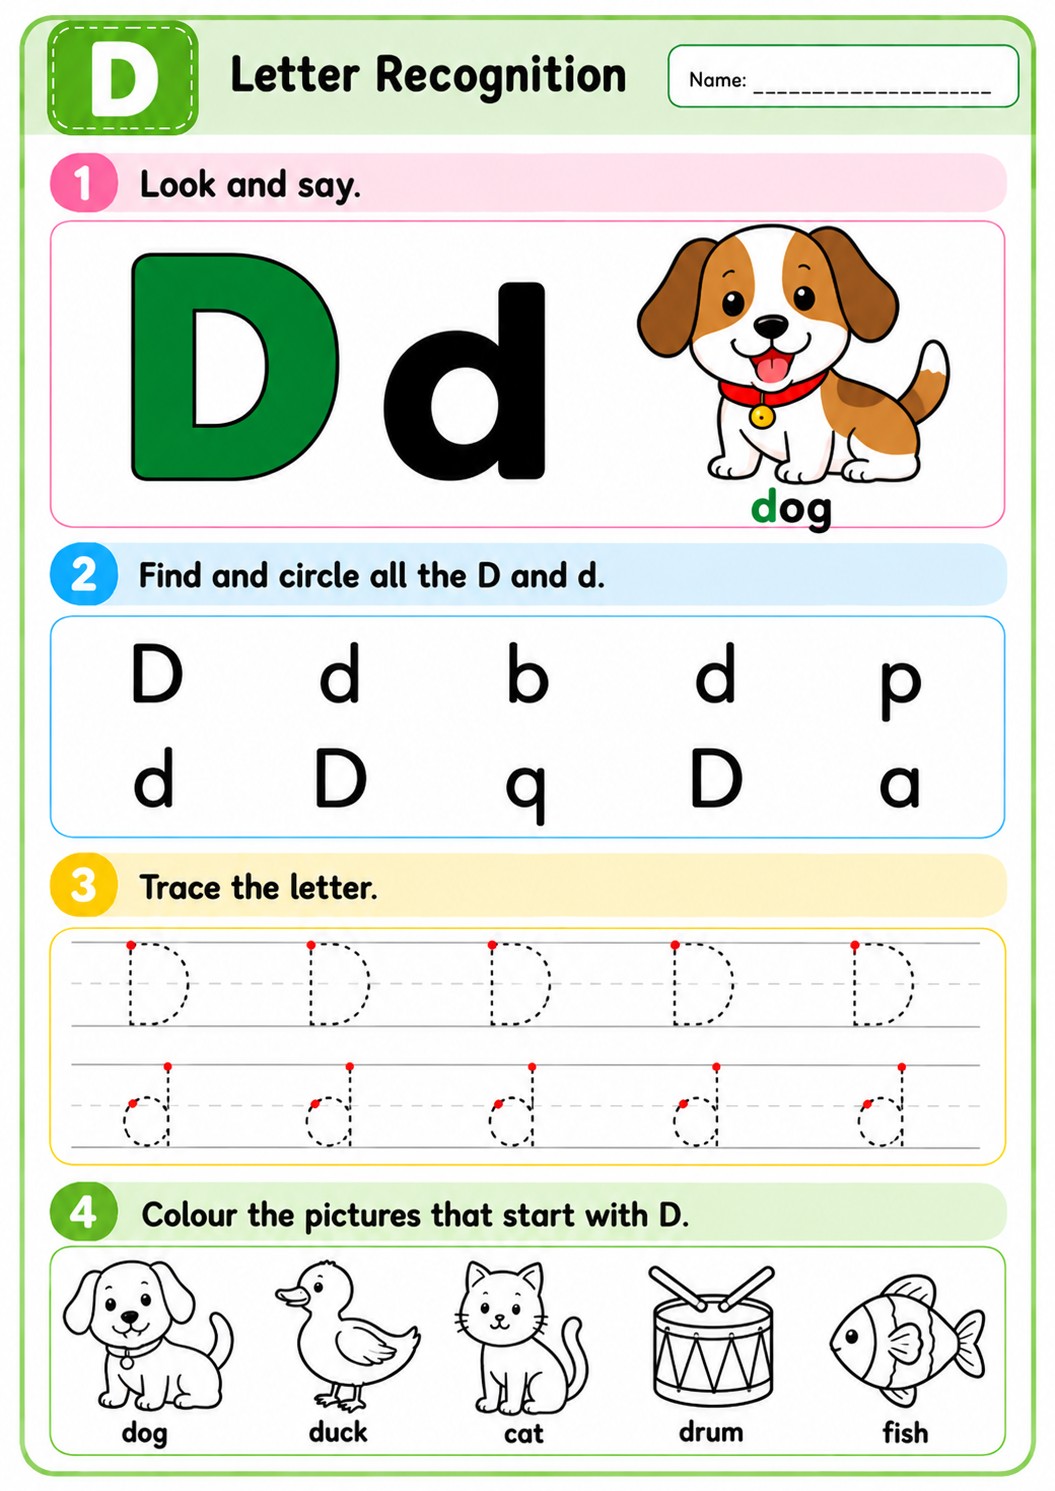 D
Letter Recognition
Name: ____________________
1 Look and say.
D d
dog
2 Find and circle all the D and d.
D d b d p
d D q D a
3 Trace the letter.
D D D D D
d d d d d
4 Colour the pictures that start with D.
dog duck cat drum fish